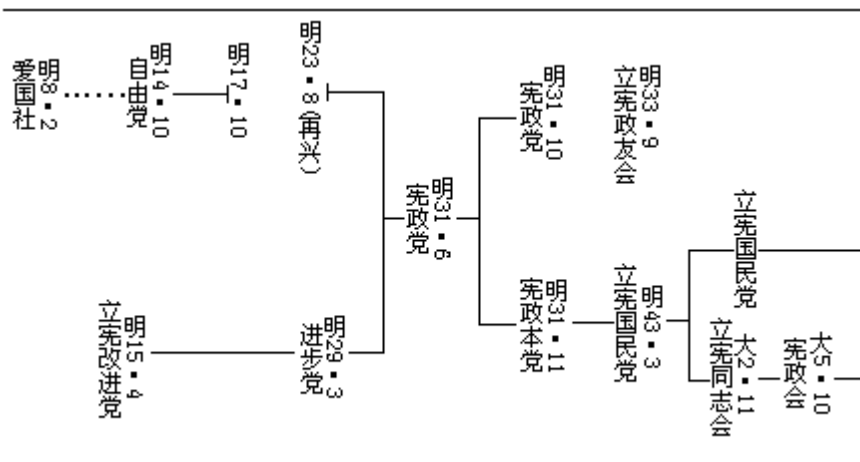 明8・2
爱国社
明14・10
自由党
明17・10
明23・8(再兴)
明15・4
立宪改进党
明29・3
进步党
明31・6
宪政党
明31・10
宪政党
明33・9
立宪政友会
明31・11
宪政本党
明43・3
立宪国民党
立宪国民党
大2・11
立宪同志会
大5・10
宪政会